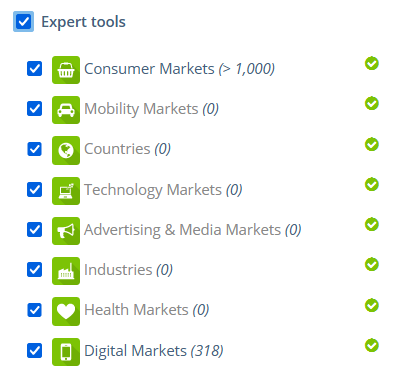 Expert tools
Consumer Markets (> 1,000)
Mobility Markets (0)
Countries (0)
Technology Markets (0)
Advertising & Media Markets (0)
Industries (0)
Health Markets (0)
Digital Markets (318)